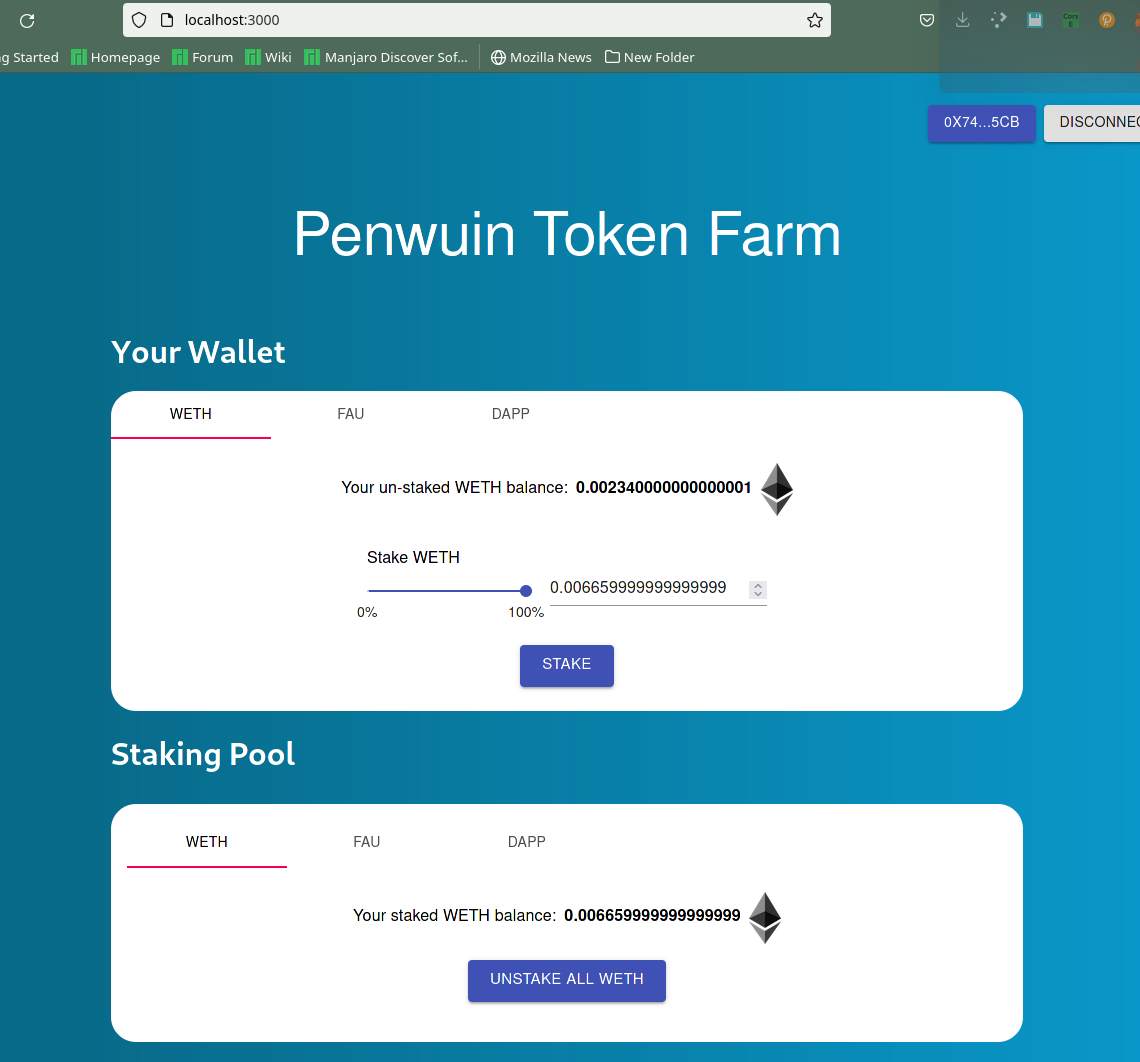 localhost:3000
g Started Homepage Forum Wiki Manjaro Discover Sof... Mozilla News New Folder
0X74...5CB DISCONNEC
Penwuin Token Farm
Your Wallet
WETH FAU DAPP
Your un-staked WETH balance: 0.002340000000000001
Stake WETH
0.006659999999999999
0% 100%
STAKE
Staking Pool
WETH FAU DAPP
Your staked WETH balance: 0.006659999999999999
UNSTAKE ALL WETH